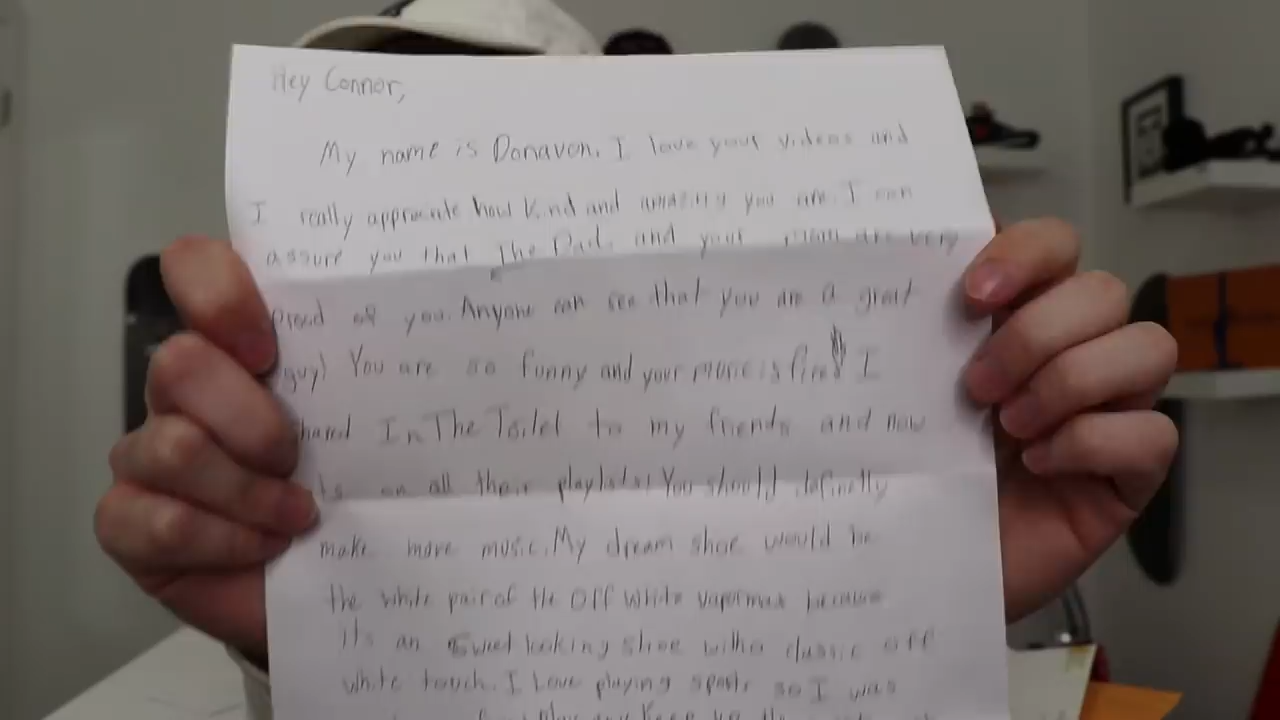 Hey Connor,
My name is Donavon. I love your videos and
I really appreciate how kind and amazing you are. I can
assure you that The Dad, and your mom are very
proud of you. Anyone can see that you are a great
guy! You are so funny and your music is fire! I
shared In The Toilet to my friends and now
its on all their playlists! You should definetly
make more music. My dream shoe would be
the white pair of the Off White vapormax because
it's an sweet looking shoe with a classic off
white touch. I Love playing sports so I was
Keep up the